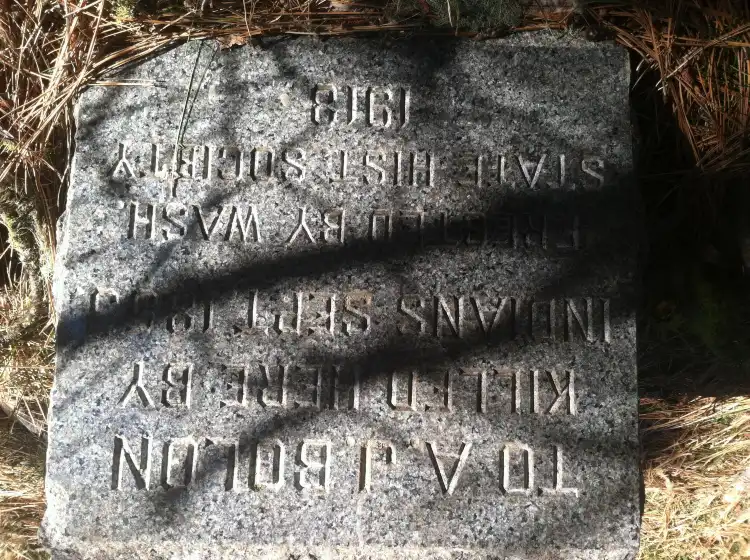 TO A. J. BOLON
KILLED HERE BY
INDIANS SEPT.
ERECTED BY WASH.
STATE HIST. SOCIETY
1918